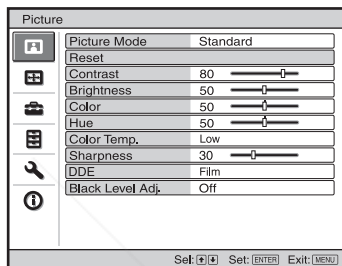 Picture
Picture Mode Standard
Reset
Contrast 80
Brightness 50
Color 50
Hue 50
Color Temp. Low
Sharpness 30
DDE Film
Black Level Adj. Off
Sel: Set: ENTER Exit: MENU